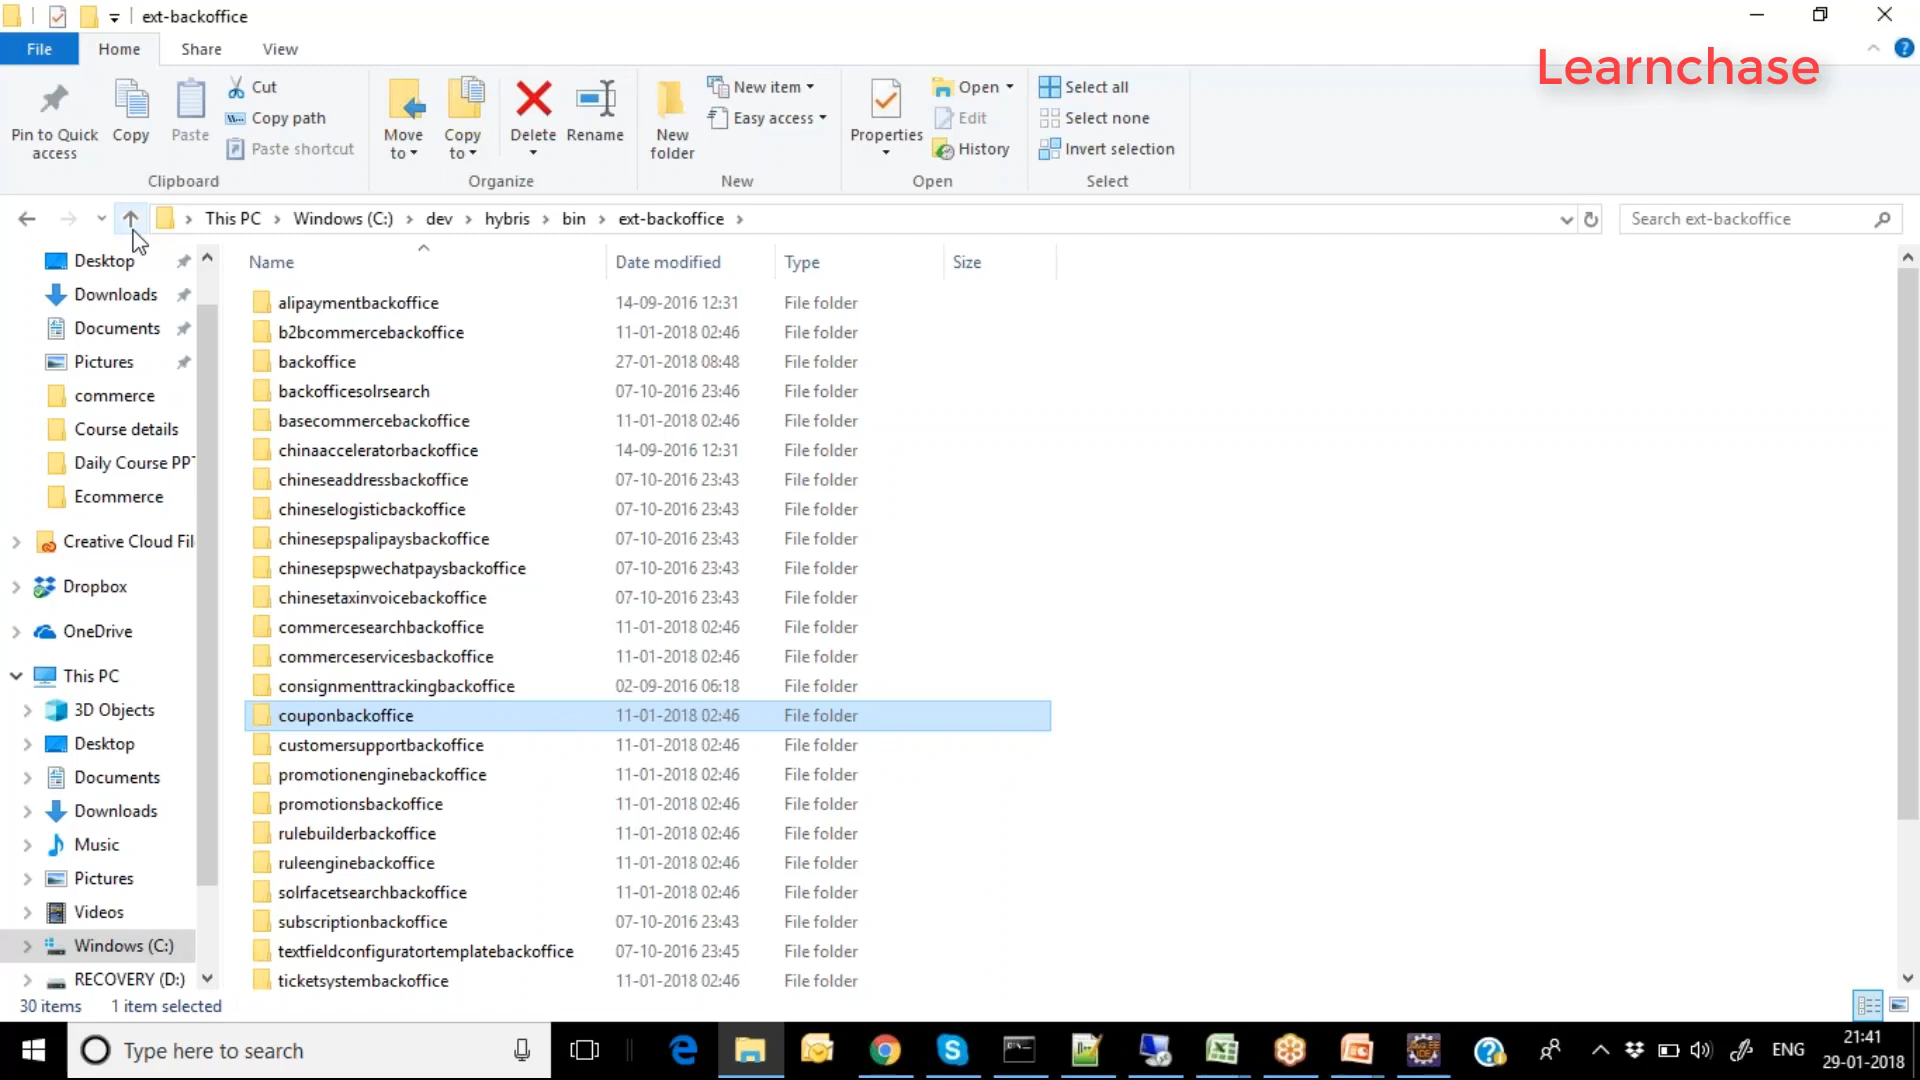 ext-backoffice
File Home Share View
Learnchase
Pin to Quick access
Copy
Paste
Cut
Copy path
Paste shortcut
Clipboard
Move to
Copy to
Delete
Rename
Organize
New folder
New item
Easy access
New
Properties
Open
Edit
History
Open
Select all
Select none
Invert selection
Select
This PC > Windows (C:) > dev > hybris > bin > ext-backoffice >
Search ext-backoffice
Desktop
Downloads
Documents
Pictures
commerce
Course details
Daily Course PP
Ecommerce
Creative Cloud Fil
Dropbox
OneDrive
This PC
3D Objects
Desktop
Documents
Downloads
Music
Pictures
Videos
Windows (C:)
RECOVERY (D:)
Name Date modified Type Size
alipaymentbackoffice 14-09-2016 12:31 File folder
b2bcommercebackoffice 11-01-2018 02:46 File folder
backoffice 27-01-2018 08:48 File folder
backofficesolrsearch 07-10-2016 23:46 File folder
basecommercebackoffice 11-01-2018 02:46 File folder
chinaacceleratorbackoffice 14-09-2016 12:31 File folder
chineseaddressbackoffice 07-10-2016 23:43 File folder
chineselogisticbackoffice 07-10-2016 23:43 File folder
chinesepspalipaysbackoffice 07-10-2016 23:43 File folder
chinesepspwechatpaysbackoffice 07-10-2016 23:43 File folder
chinesetaxinvoicebackoffice 07-10-2016 23:43 File folder
commercesearchbackoffice 11-01-2018 02:46 File folder
commerceservicesbackoffice 11-01-2018 02:46 File folder
consignmenttrackingbackoffice 02-09-2016 06:18 File folder
couponbackoffice 11-01-2018 02:46 File folder
customersupportbackoffice 11-01-2018 02:46 File folder
promotionenginebackoffice 11-01-2018 02:46 File folder
promotionsbackoffice 11-01-2018 02:46 File folder
rulebuilderbackoffice 11-01-2018 02:46 File folder
ruleenginebackoffice 11-01-2018 02:46 File folder
solrfacetsearchbackoffice 11-01-2018 02:46 File folder
subscriptionbackoffice 07-10-2016 23:43 File folder
textfieldconfiguratortemplatebackoffice 07-10-2016 23:45 File folder
ticketsystembackoffice 11-01-2018 02:46 File folder
30 items 1 item selected
Type here to search
ENG
21:41
29-01-2018